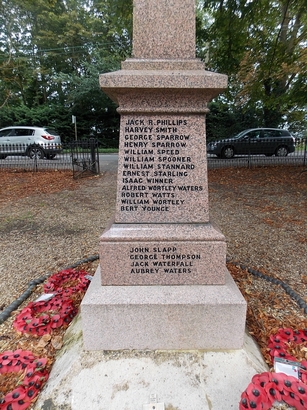 JACK R. PHILLIPS
HARVEY SMITH
GEORGE SPARROW
HENRY SPARROW
WILLIAM SPEED
WILLIAM SPOONER
WILLIAM STANNARD
ERNEST STARLING
ISAAC WINNER
ALFRED WORTLEY WATERS
ROBERT WATTS
WILLIAM WORTLEY
BERT YOUNGE
JOHN SLAPP
GEORGE THOMPSON
JACK WATERFALL
AUBREY WATERS